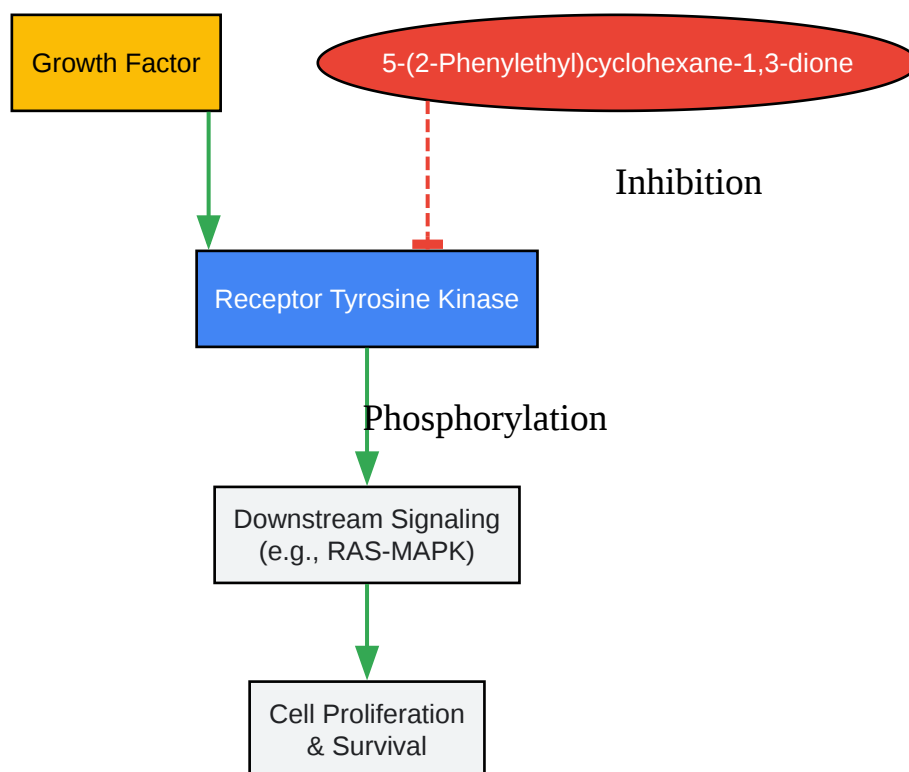 Growth Factor
5-(2-Phenylethyl)cyclohexane-1,3-dione
Inhibition
Receptor Tyrosine Kinase
Phosphorylation
Downstream Signaling
(e.g., RAS-MAPK)
Cell Proliferation
& Survival